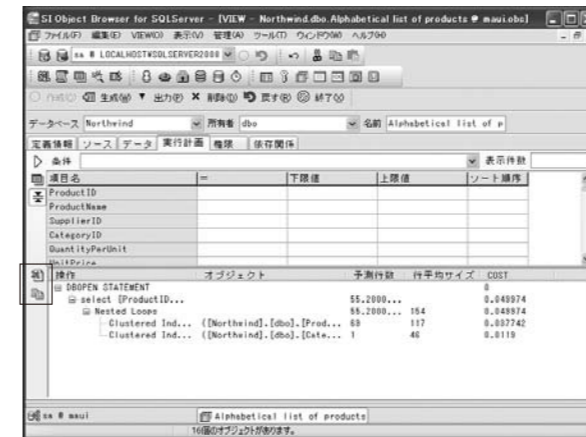 SI Object Browser for SQLServer - [VIEW - Northwind.dbo.Alphabetical list of products @ maui.obs]
ファイル(F) 編集(E) VIEW(O) 表示(V) 管理(A) ツール(T) ウィンドウ(W) ヘルプ(H)
sa @ LOCALHOST¥SQLSERVER2008
生成(W) ▼ 出力(P) 削除(D) 戻す(R) 終了(X)
データベース Northwind 所有者 dbo 名前 Alphabetical list of p
定義情報 ソース データ 実行計画 権限 依存関係
条件 表示件数
項目名 = 下限値 上限値 ソート順序
ProductID
ProductName
SupplierID
CategoryID
QuantityPerUnit
UnitPrice
操作 オブジェクト 予測行数 行平均サイズ COST
DBOPEN STATEMENT 0
select [ProductID... 55.2000... 0.049974
Nested Loops 55.2000... 154 0.049974
Clustered Ind... ([Northwind].[dbo].[Prod... 69 117 0.037742
Clustered Ind... ([Northwind].[dbo].[Cate... 1 46 0.0119
sa @ maui Alphabetical list of products
16個のオブジェクトがあります。